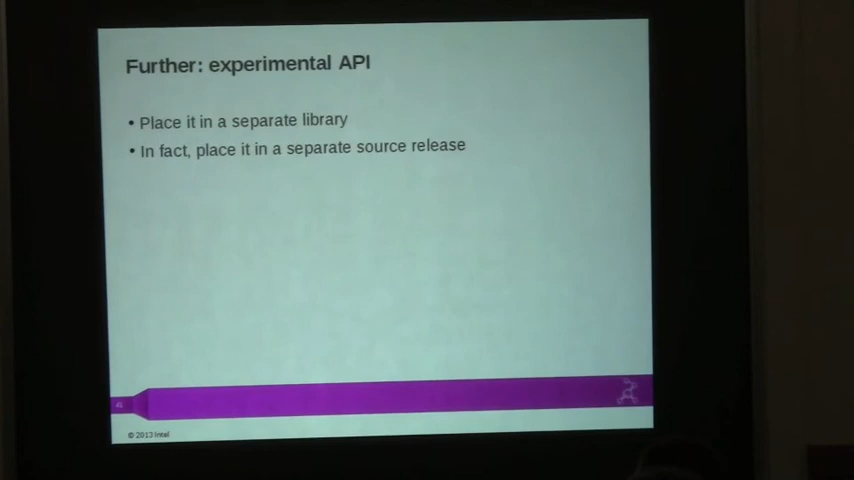 Further: experimental API
• Place it in a separate library
• In fact, place it in a separate source release
© 2013 Intel